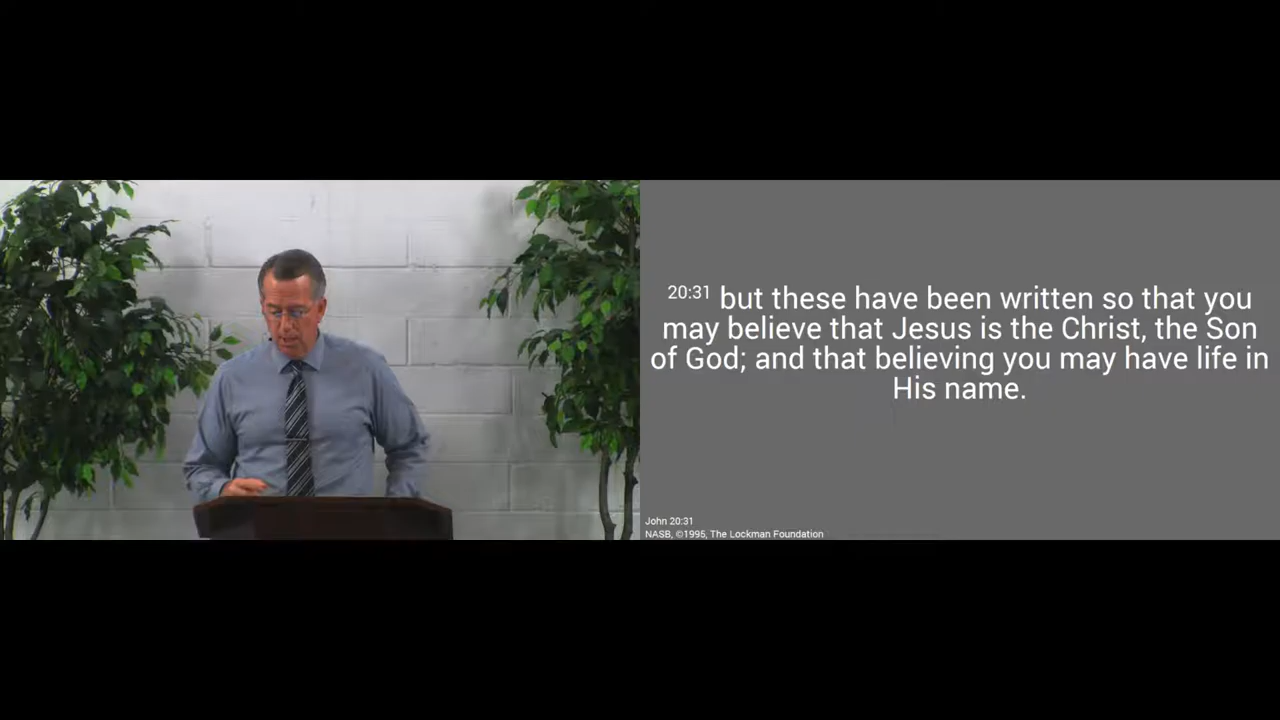 20:31 but these have been written so that you
may believe that Jesus is the Christ, the Son
of God; and that believing you may have life in
His name.
John 20:31
NASB, ©1995, The Lockman Foundation